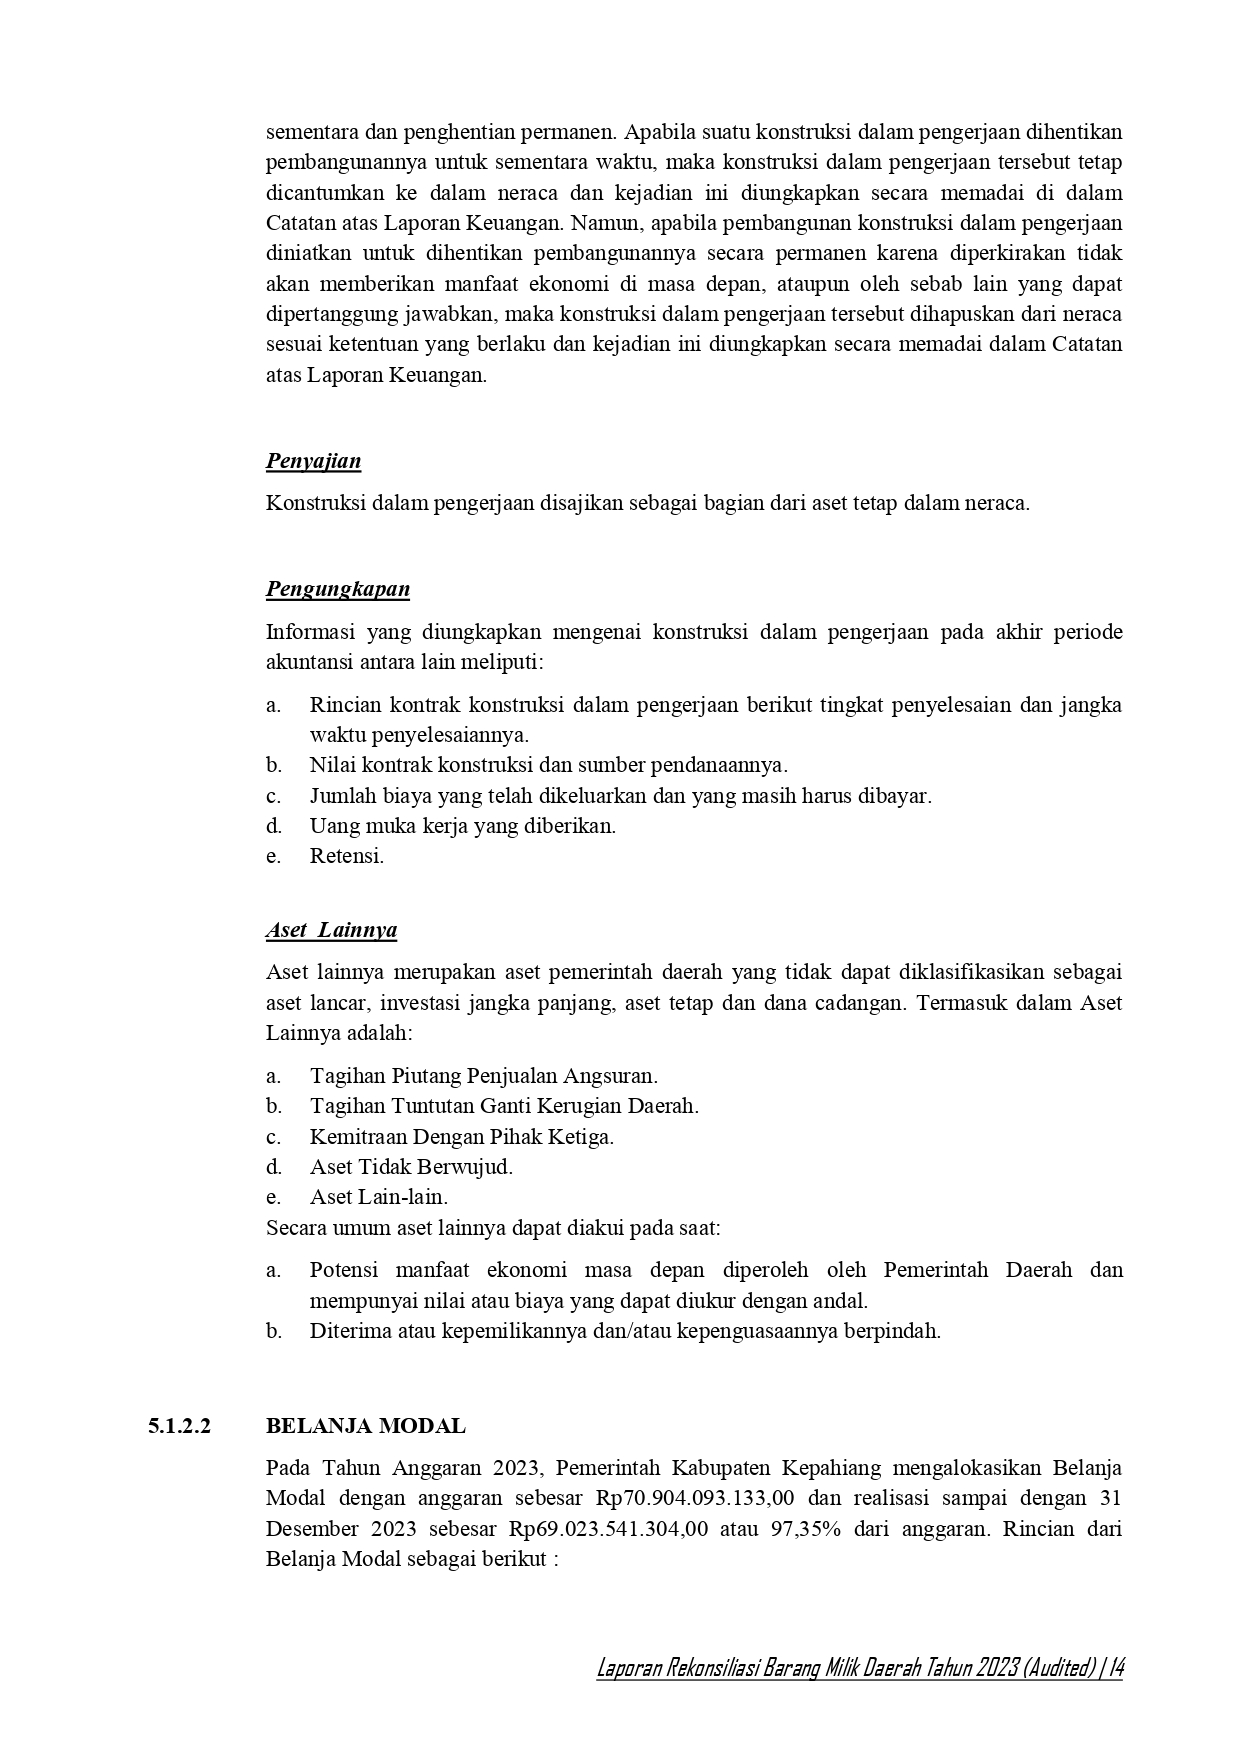 sementara dan penghentian permanen. Apabila suatu konstruksi dalam pengerjaan dihentikan
pembangunannya untuk sementara waktu, maka konstruksi dalam pengerjaan tersebut tetap
dicantumkan ke dalam neraca dan kejadian ini diungkapkan secara memadai di dalam
Catatan atas Laporan Keuangan. Namun, apabila pembangunan konstruksi dalam pengerjaan
diniatkan untuk dihentikan pembangunannya secara permanen karena diperkirakan tidak
akan memberikan manfaat ekonomi di masa depan, ataupun oleh sebab lain yang dapat
dipertanggung jawabkan, maka konstruksi dalam pengerjaan tersebut dihapuskan dari neraca
sesuai ketentuan yang berlaku dan kejadian ini diungkapkan secara memadai dalam Catatan
atas Laporan Keuangan.
Penyajian
Konstruksi dalam pengerjaan disajikan sebagai bagian dari aset tetap dalam neraca.
Pengungkapan
Informasi yang diungkapkan mengenai konstruksi dalam pengerjaan pada akhir periode
akuntansi antara lain meliputi:
a. Rincian kontrak konstruksi dalam pengerjaan berikut tingkat penyelesaian dan jangka
waktu penyelesaiannya.
b. Nilai kontrak konstruksi dan sumber pendanaannya.
c. Jumlah biaya yang telah dikeluarkan dan yang masih harus dibayar.
d. Uang muka kerja yang diberikan.
e. Retensi.
Aset Lainnya
Aset lainnya merupakan aset pemerintah daerah yang tidak dapat diklasifikasikan sebagai
aset lancar, investasi jangka panjang, aset tetap dan dana cadangan. Termasuk dalam Aset
Lainnya adalah:
a. Tagihan Piutang Penjualan Angsuran.
b. Tagihan Tuntutan Ganti Kerugian Daerah.
c. Kemitraan Dengan Pihak Ketiga.
d. Aset Tidak Berwujud.
e. Aset Lain-lain.
Secara umum aset lainnya dapat diakui pada saat:
a. Potensi manfaat ekonomi masa depan diperoleh oleh Pemerintah Daerah dan
mempunyai nilai atau biaya yang dapat diukur dengan andal.
b. Diterima atau kepemilikannya dan/atau kepenguasaannya berpindah.
5.1.2.2 BELANJA MODAL
Pada Tahun Anggaran 2023, Pemerintah Kabupaten Kepahiang mengalokasikan Belanja
Modal dengan anggaran sebesar Rp70.904.093.133,00 dan realisasi sampai dengan 31
Desember 2023 sebesar Rp69.023.541.304,00 atau 97,35% dari anggaran. Rincian dari
Belanja Modal sebagai berikut :
Laporan Rekonsiliasi Barang Milik Daerah Tahun 2023 (Audited) | 14